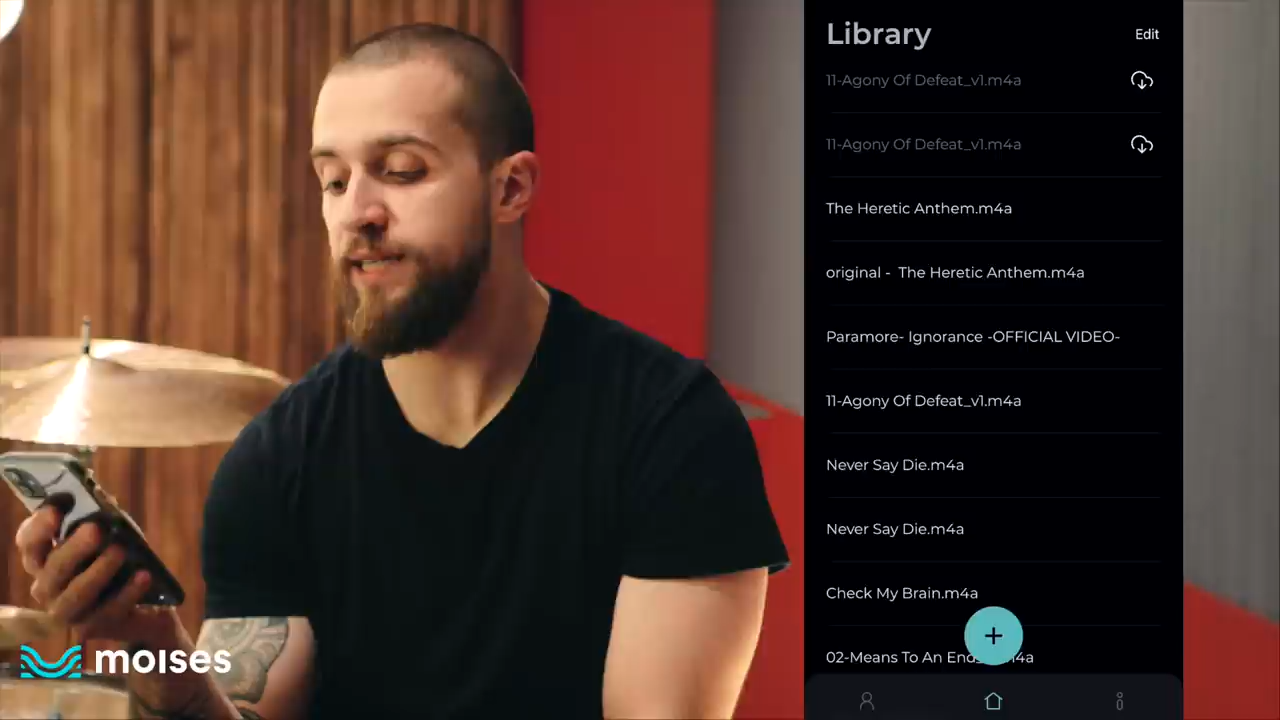 Library
Edit
11-Agony Of Defeat_v1.m4a
11-Agony Of Defeat_v1.m4a
The Heretic Anthem.m4a
original - The Heretic Anthem.m4a
Paramore- Ignorance -OFFICIAL VIDEO-
11-Agony Of Defeat_v1.m4a
Never Say Die.m4a
Never Say Die.m4a
Check My Brain.m4a
+
02-Means To An End
moises